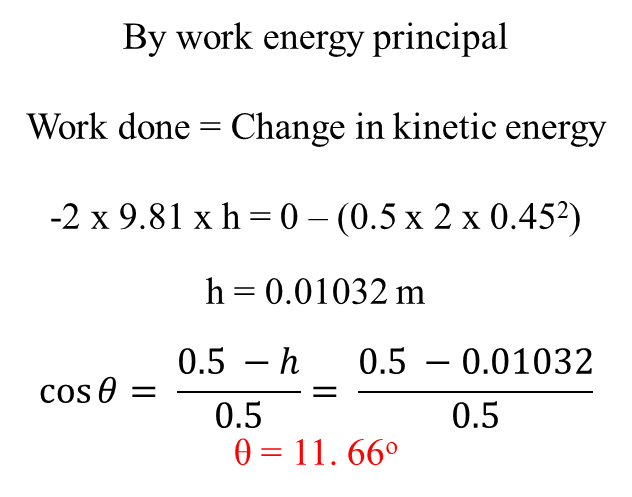 By work energy principal
Work done = Change in kinetic energy
-2 x 9.81 x h = 0 – (0.5 x 2 x 0.45²)
h = 0.01032 m
cos θ = (0.5 − h)/0.5 = (0.5 − 0.01032)/0.5
θ = 11. 66°